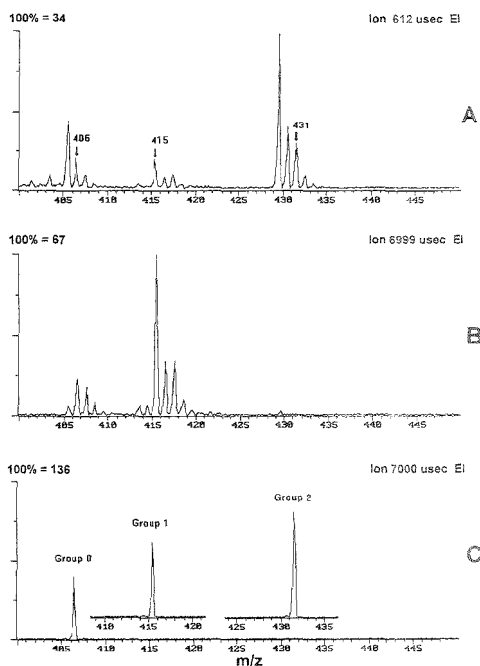 100% = 34
Ion 612 usec EI
A
406
415
431
405 410 415 420 425 430 435 440 445
100% = 67
Ion 6999 usec EI
B
405 410 415 420 425 430 435 440 445
100% = 136
Ion 7000 usec EI
C
Group 0
Group 1
Group 2
410 415 420
425 430 435
405 410 415 420 425 430 435 440 445
m/z